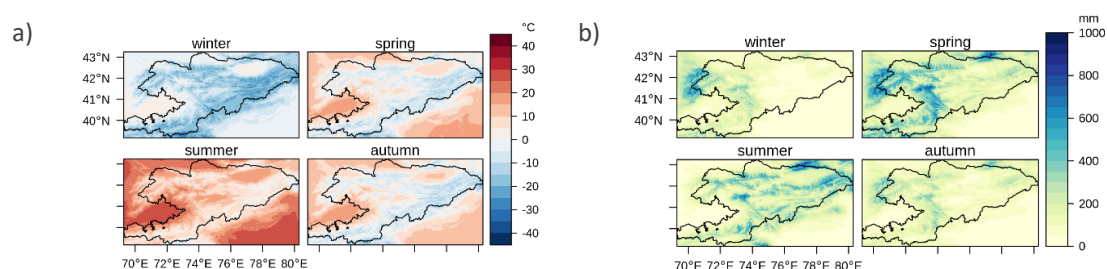 a)
°C
winter
spring
43°N
42°N
41°N
40°N
summer
autumn
70°E 72°E 74°E 76°E 78°E 80°E
40
30
20
10
0
-10
-20
-30
-40
b)
mm
winter
spring
43°N
42°N
41°N
40°N
summer
autumn
70°E 72°E 74°E 76°E 78°E 80°E
1000
800
600
400
200
0